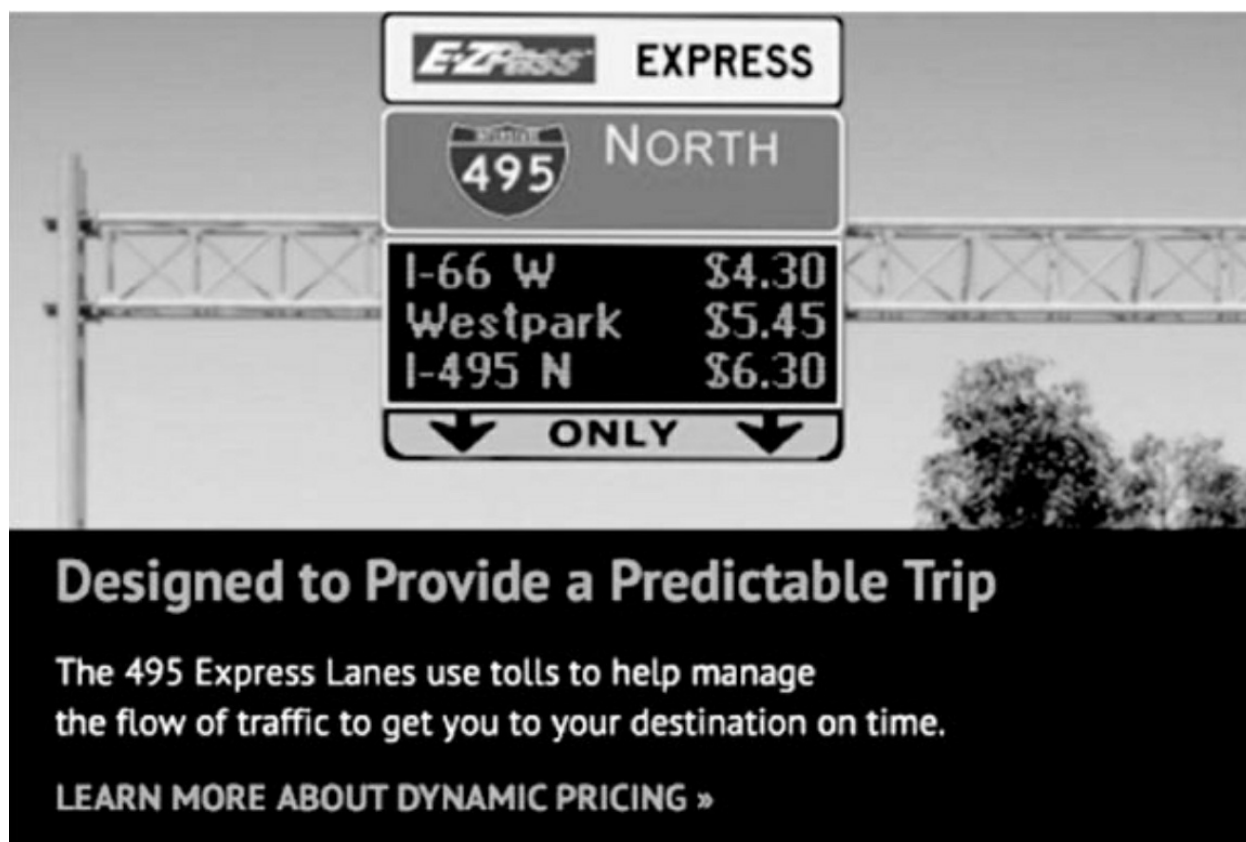 E-ZPass EXPRESS
NORTH
495
I-66 W $4.30
Westpark $5.45
I-495 N $6.30
ONLY
Designed to Provide a Predictable Trip
The 495 Express Lanes use tolls to help manage
the flow of traffic to get you to your destination on time.
LEARN MORE ABOUT DYNAMIC PRICING »